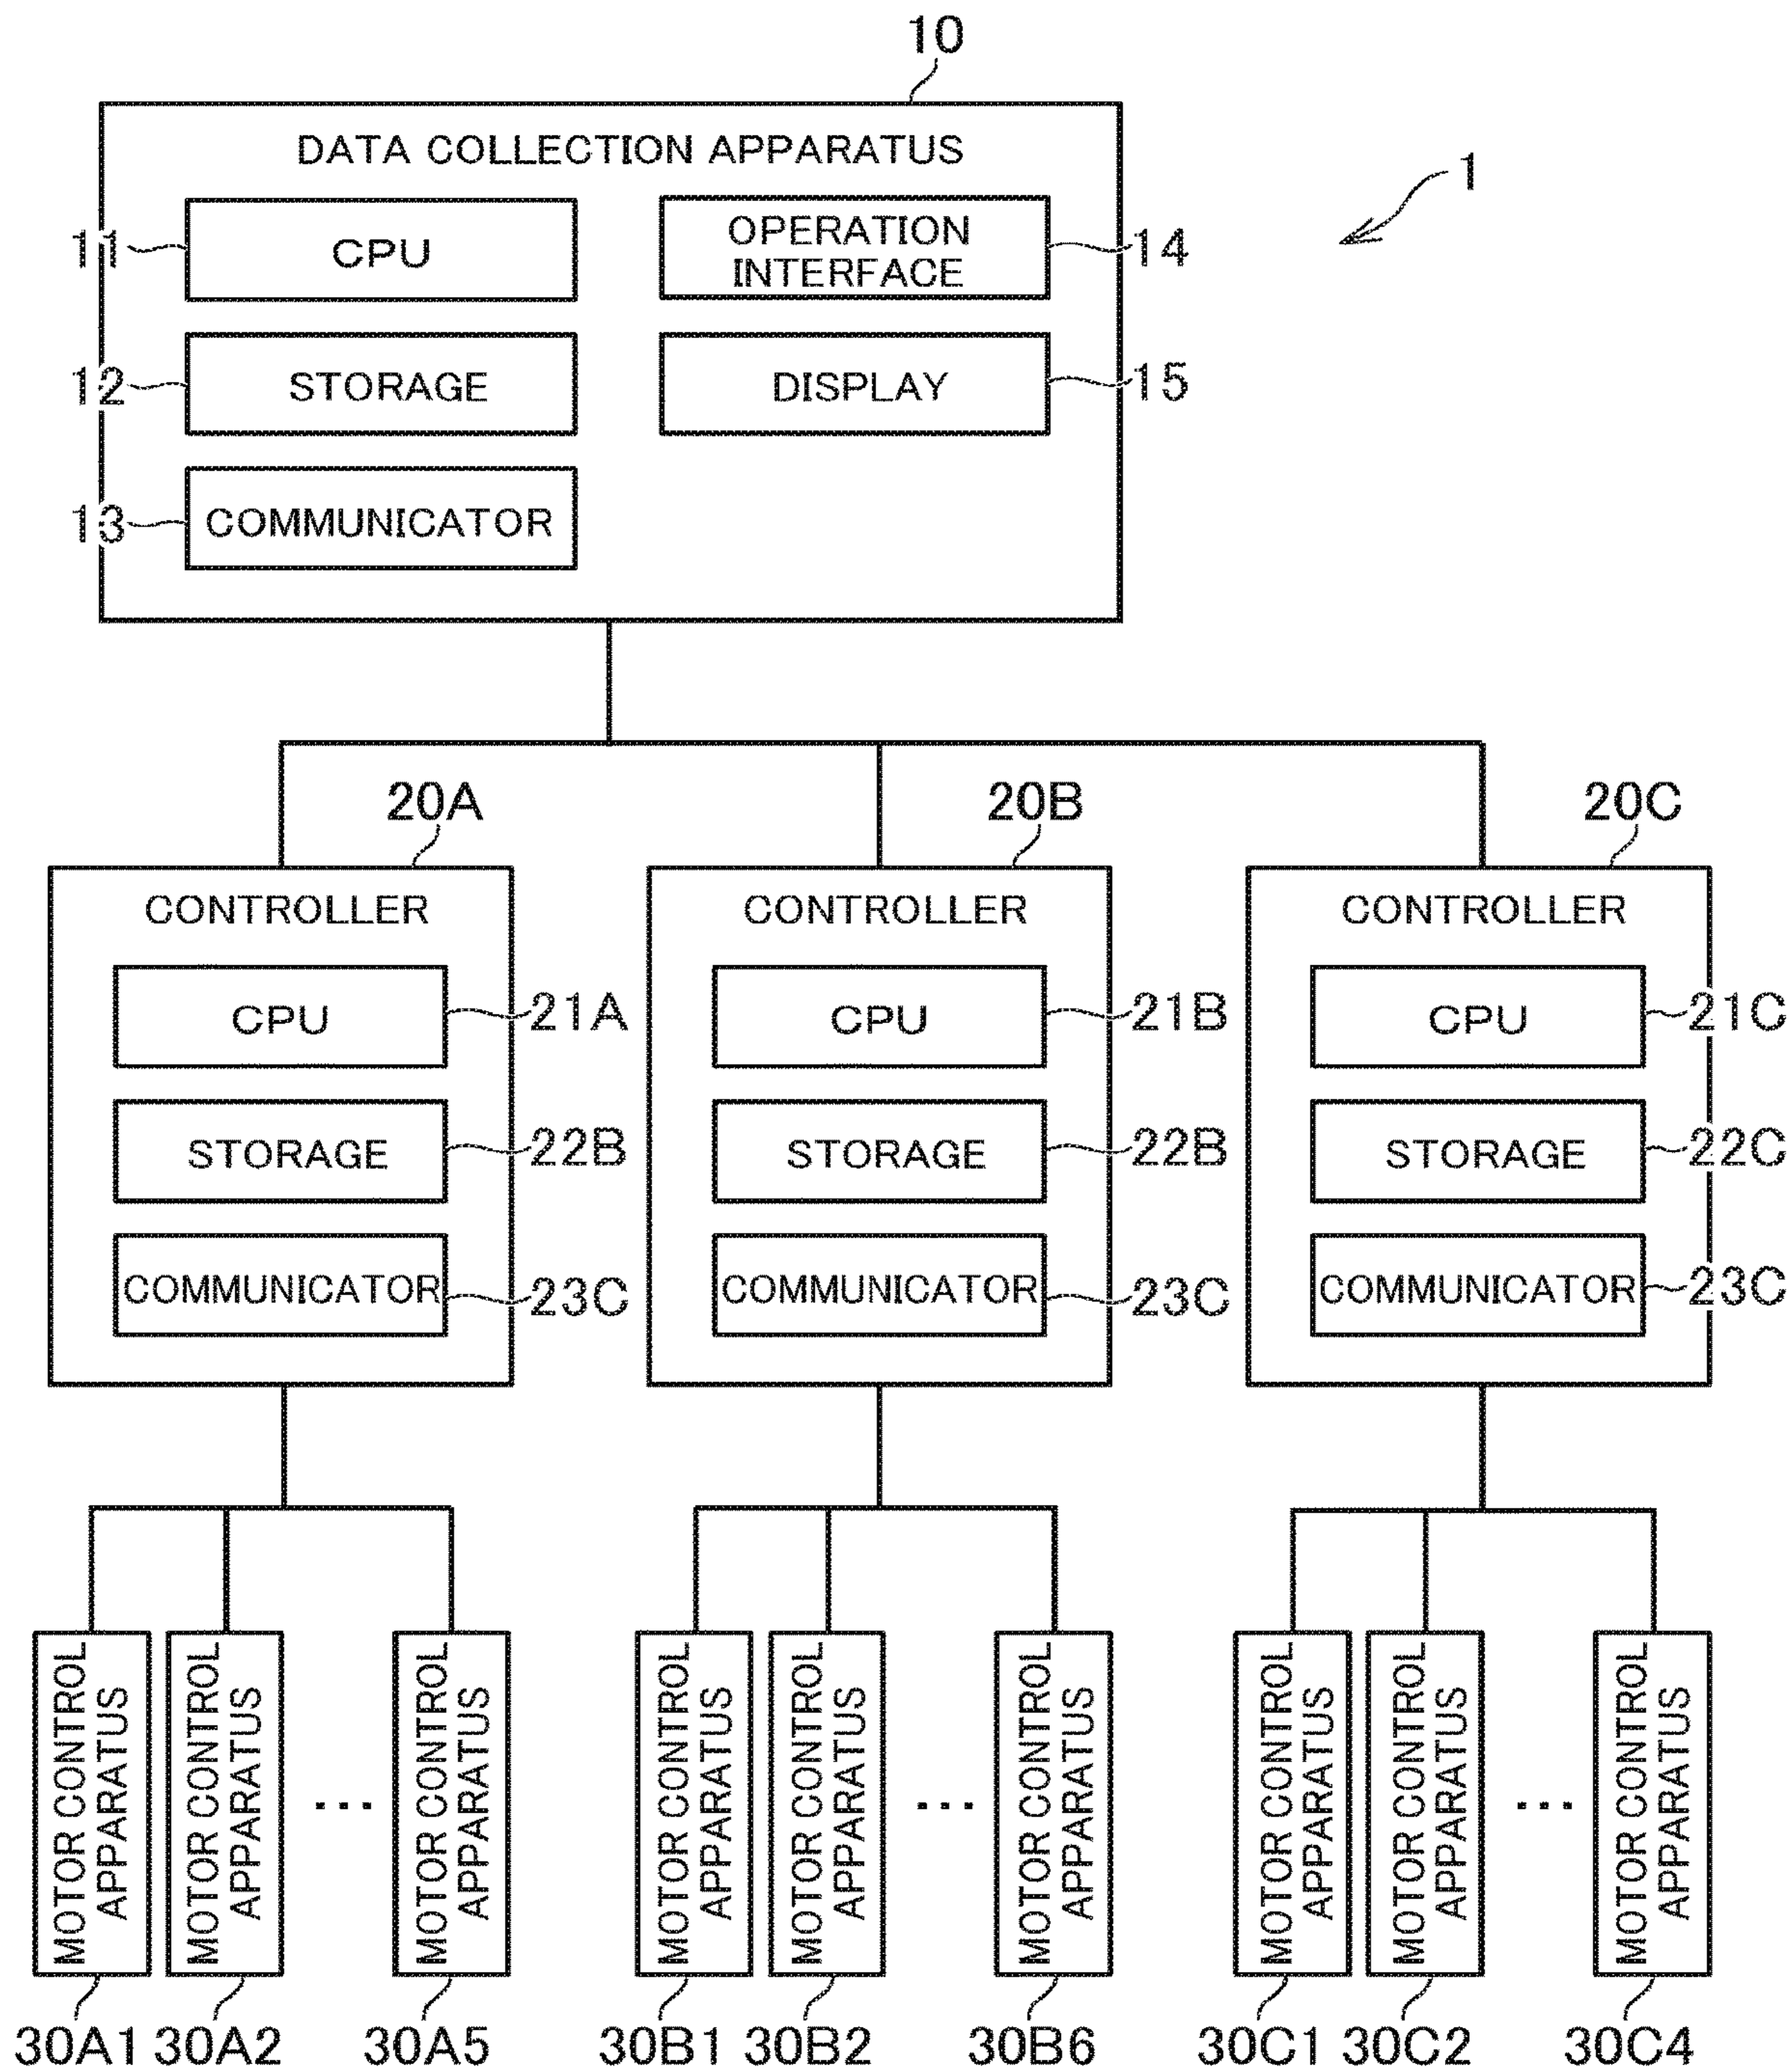 10
DATA COLLECTION APPARATUS
1
11
CPU
OPERATION
INTERFACE
14
12
STORAGE
DISPLAY
15
13
COMMUNICATOR
20A
20B
20C
CONTROLLER
CONTROLLER
CONTROLLER
CPU
21A
CPU
21B
CPU
21C
STORAGE
22B
STORAGE
22B
STORAGE
22C
COMMUNICATOR
23C
COMMUNICATOR
23C
COMMUNICATOR
23C
MOTOR CONTROL
APPARATUS
MOTOR CONTROL
APPARATUS
...
MOTOR CONTROL
APPARATUS
MOTOR CONTROL
APPARATUS
MOTOR CONTROL
APPARATUS
...
MOTOR CONTROL
APPARATUS
MOTOR CONTROL
APPARATUS
MOTOR CONTROL
APPARATUS
...
MOTOR CONTROL
APPARATUS
30A1
30A2
30A5
30B1
30B2
30B6
30C1
30C2
30C4